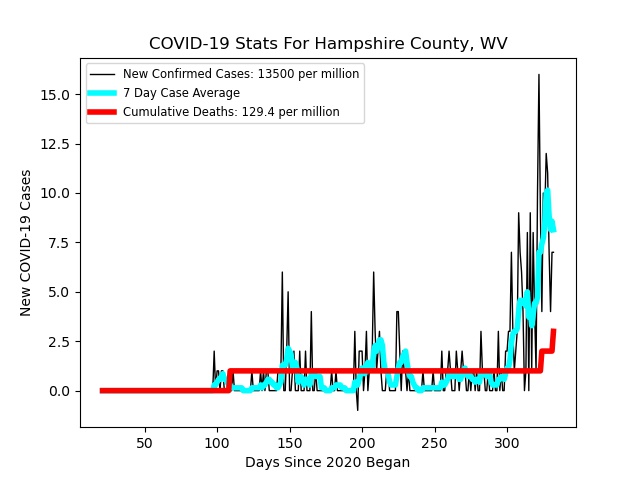 COVID-19 Stats For Hampshire County, WV
New Confirmed Cases: 13500 per million
7 Day Case Average
Cumulative Deaths: 129.4 per million
New COVID-19 Cases
15.0
12.5
10.0
7.5
5.0
2.5
0.0
50
100
150
200
250
300
Days Since 2020 Began